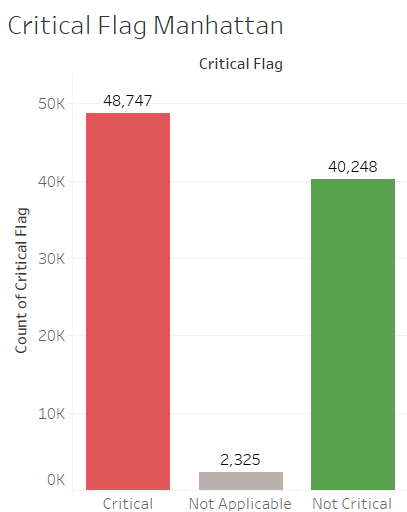 Critical Flag Manhattan
Critical Flag
Count of Critical Flag
50K
40K
30K
20K
10K
0K
48,747
2,325
40,248
Critical
Not Applicable
Not Critical